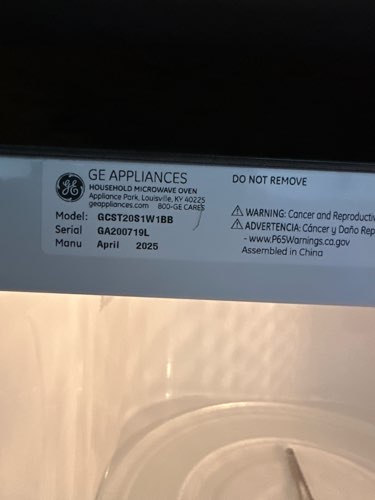 GE
GE APPLIANCES
HOUSEHOLD MICROWAVE OVEN
Appliance Park, Louisville, KY 40225
geappliances.com 800-GE CARES
Model: GCST20S1W1BB
Serial GA200719L
Manu April 2025
DO NOT REMOVE
WARNING: Cancer and Reproductiv
ADVERTENCIA: Cáncer y Daño Rep
- www.P65Warnings.ca.gov
Assembled in China